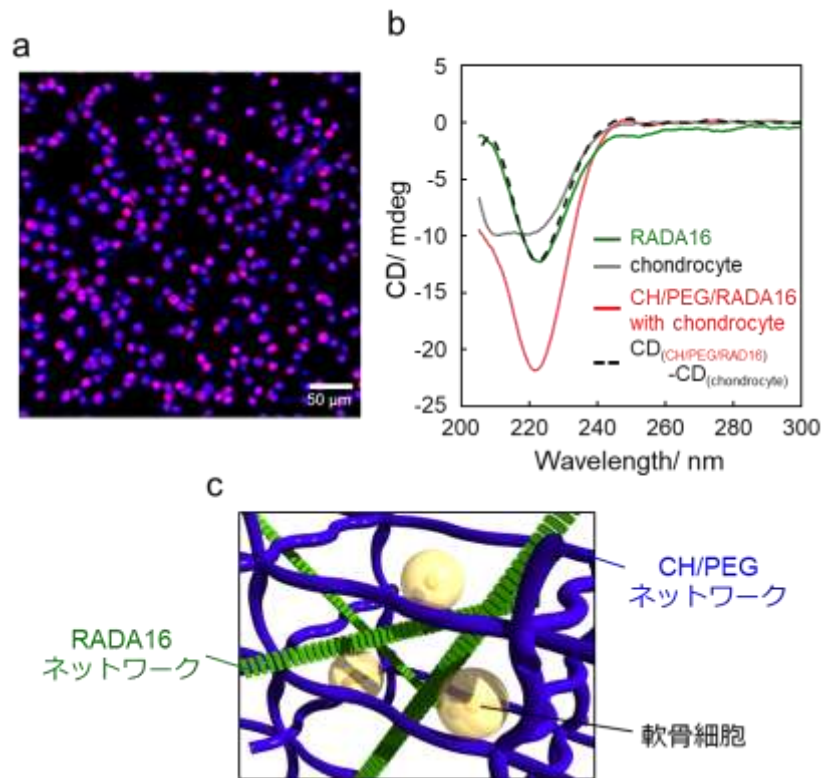 a
50 µm
b
5
0
-5
-10
-15
-20
-25
CD/ mdeg
200 220 240 260 280 300
Wavelength/ nm
RADA16
chondrocyte
CH/PEG/RADA16
with chondrocyte
CD(CH/PEG/RAD16)
-CD(chondrocyte)
c
CH/PEG
ネットワーク
RADA16
ネットワーク
軟骨細胞